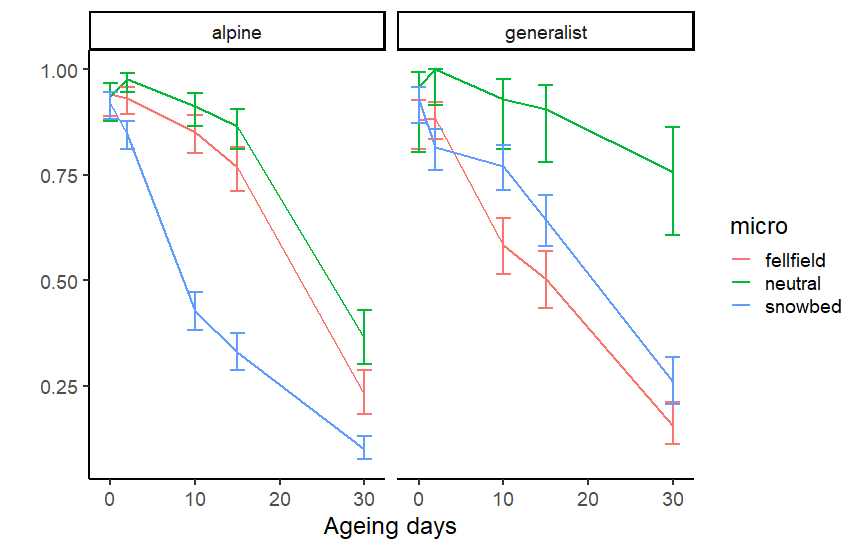 alpine
generalist
1.00
0.75
0.50
0.25
0 10 20 30
0 10 20 30
Ageing days
micro
fellfield
neutral
snowbed